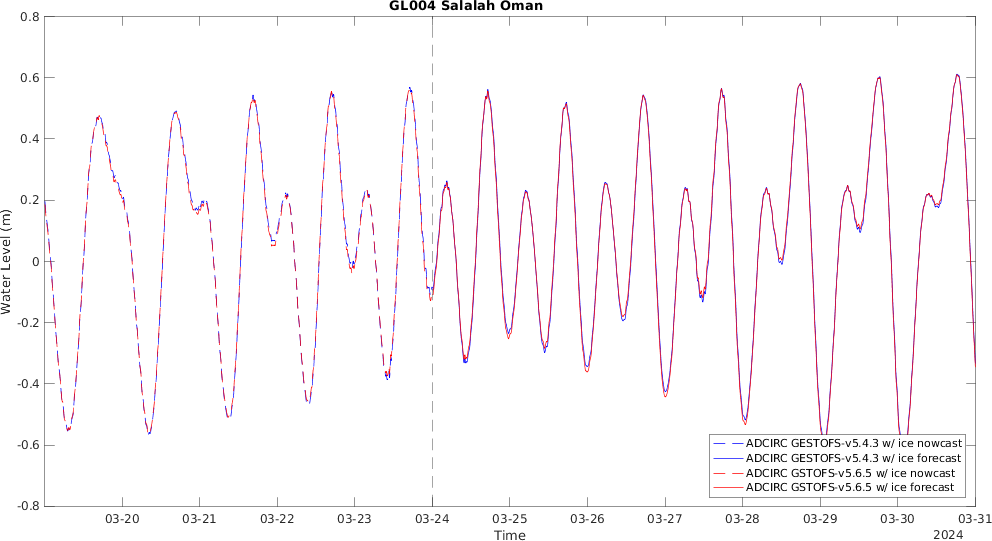 GL004 Salalah Oman
0.8
0.6
0.4
0.2
0
-0.2
-0.4
-0.6
-0.8
Water Level (m)
03-20 03-21 03-22 03-23 03-24 03-25 03-26 03-27 03-28 03-29 03-30 03-31
Time
2024
ADCIRC GESTOFS-v5.4.3 w/ ice nowcast
ADCIRC GESTOFS-v5.4.3 w/ ice forecast
ADCIRC GSTOFS-v5.6.5 w/ ice nowcast
ADCIRC GSTOFS-v5.6.5 w/ ice forecast